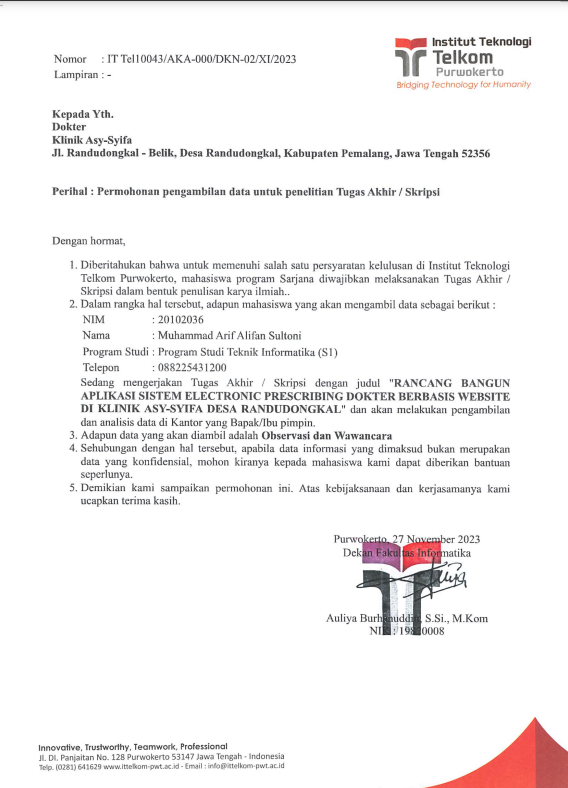 Institut Teknologi
Telkom
Purwokerto
Bridging Technology for Humanity
Nomor : IT Tel10043/AKA-000/DKN-02/XI/2023
Lampiran : -
Kepada Yth.
Dokter
Klinik Asy-Syifa
Jl. Randudongkal - Belik, Desa Randudongkal, Kabupaten Pemalang, Jawa Tengah 52356
Perihal : Permohonan pengambilan data untuk penelitian Tugas Akhir / Skripsi
Dengan hormat,
1. Diberitahukan bahwa untuk memenuhi salah satu persyaratan kelulusan di Institut Teknologi
Telkom Purwokerto, mahasiswa program Sarjana diwajibkan melaksanakan Tugas Akhir /
Skripsi dalam bentuk penulisan karya ilmiah..
2. Dalam rangka hal tersebut, adapun mahasiswa yang akan mengambil data sebagai berikut :
NIM : 20102036
Nama : Muhammad Arif Alifan Sultoni
Program Studi : Program Studi Teknik Informatika (S1)
Telepon : 088225431200
Sedang mengerjakan Tugas Akhir / Skripsi dengan judul "RANCANG BANGUN
APLIKASI SISTEM ELECTRONIC PRESCRIBING DOKTER BERBASIS WEBSITE
DI KLINIK ASY-SYIFA DESA RANDUDONGKAL" dan akan melakukan pengambilan
dan analisis data di Kantor yang Bapak/Ibu pimpin.
3. Adapun data yang akan diambil adalah Observasi dan Wawancara
4. Sehubungan dengan hal tersebut, apabila data informasi yang dimaksud bukan merupakan
data yang konfidensial, mohon kiranya kepada mahasiswa kami dapat diberikan bantuan
seperlunya.
5. Demikian kami sampaikan permohonan ini. Atas kebijaksanaan dan kerjasamanya kami
ucapkan terima kasih.
Purwokerto, 27 November 2023
Dekan Fakultas Informatika
Auliya Burhanuddin, S.Si., M.Kom
NIK : 19820008
Innovative, Trustworthy, Teamwork, Professional
Jl. DI. Panjaitan No. 128 Purwokerto 53147 Jawa Tengah - Indonesia
Telp. (0281) 641629 www.ittelkom-pwt.ac.id - Email : info@ittelkom-pwt.ac.id